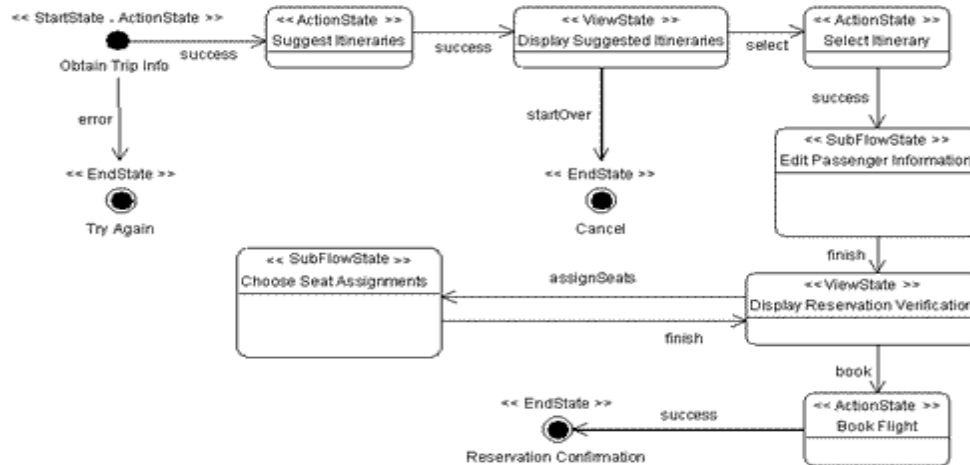 << StartState . ActionState >>
Obtain Trip Info
success
<< ActionState >>
Suggest Itineraries
success
<< ViewState >>
Display Suggested Itineraries
select
<< ActionState >>
Select Itinerary
error
startOver
success
<< EndState >>
Try Again
<< EndState >>
Cancel
<< SubFlowState >>
Edit Passenger Information
finish
<< SubFlowState >>
Choose Seat Assignments
assignSeats
finish
<< ViewState >>
Display Reservation Verification
book
<< ActionState >>
Book Flight
success
<< EndState >>
Reservation Confirmation